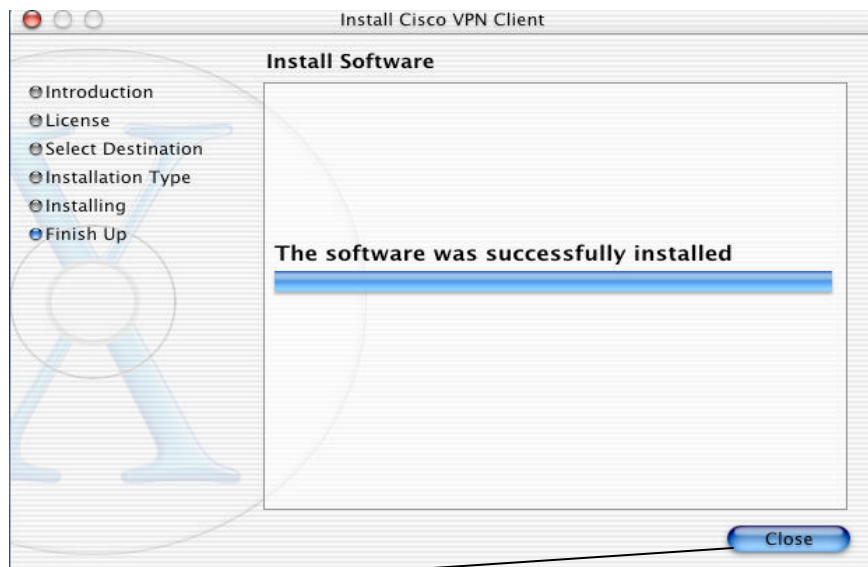 Install Cisco VPN Client
Install Software
Introduction
License
Select Destination
Installation Type
Installing
Finish Up
The software was successfully installed
Close